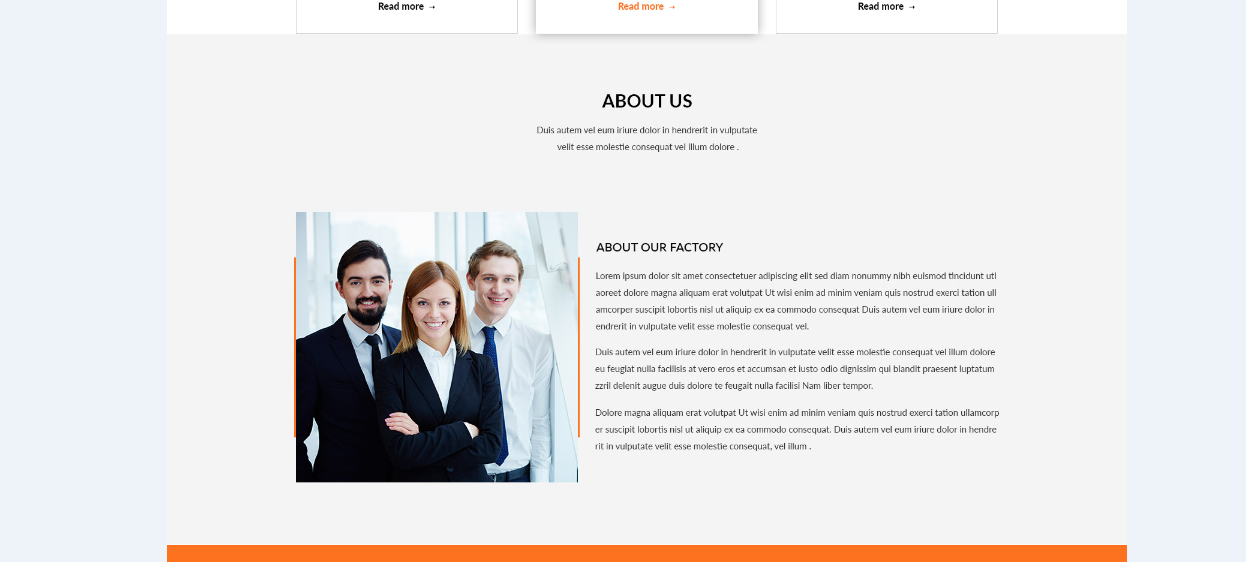 Read more →
Read more →
Read more →
ABOUT US
Duis autem vel eum iriure dolor in hendrerit in vulputate
velit esse molestie consequat vel illum dolore .
ABOUT OUR FACTORY
Lorem ipsum dolor sit amet consectetuer adipiscing elit sed diam nonummy nibh euismod tincidunt uti
aoreet dolore magna aliquam erat volutpat Ut wisi enim ad minim veniam quis nostrud exerci tation ull
amcorper suscipit lobortis nisl ut aliquip ex ea commodo consequat Duis autem vel eum iriure dolor in
endrerit in vulputate velit esse molestie consequat vel.
Duis autem vel eum iriure dolor in hendrerit in vulputate velit esse molestie consequat vel illum dolore
eu feugiat nulla facilisis at vero eros et accumsan et iusto odio dignissim qui blandit praesent luptatum
zzril delenit augue duis dolore te feugait nulla facilisi Nam liber tempor.
Dolore magna aliquam erat volutpat Ut wisi enim ad minim veniam quis nostrud exerci tation ullamcorp
er suscipit lobortis nisl ut aliquip ex ea commodo consequat. Duis autem vel eum iriure dolor in hendre
rit in vulputate velit esse molestie consequat, vel illum .